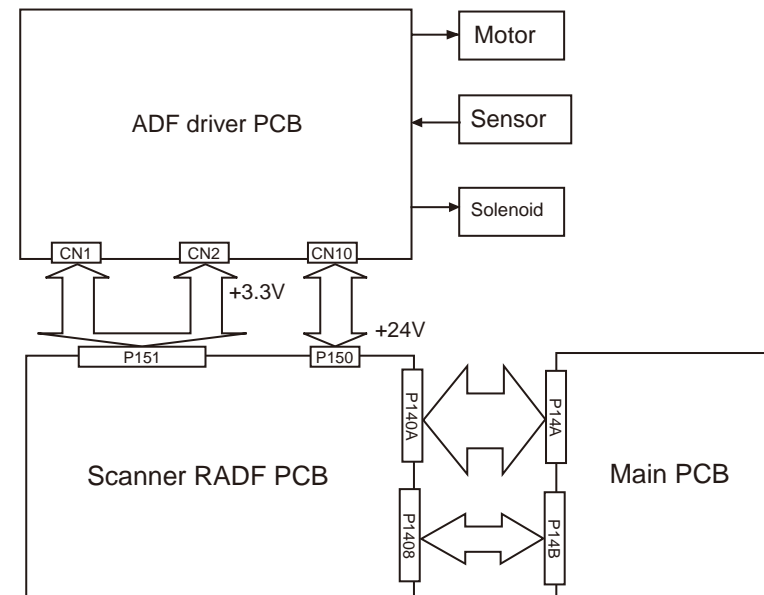 Motor
ADF driver PCB
Sensor
Solenoid
CN1
CN2
CN10
+3.3V
+24V
P151
P150
P140A
P14A
Scanner RADF PCB
Main PCB
P1408
P14B